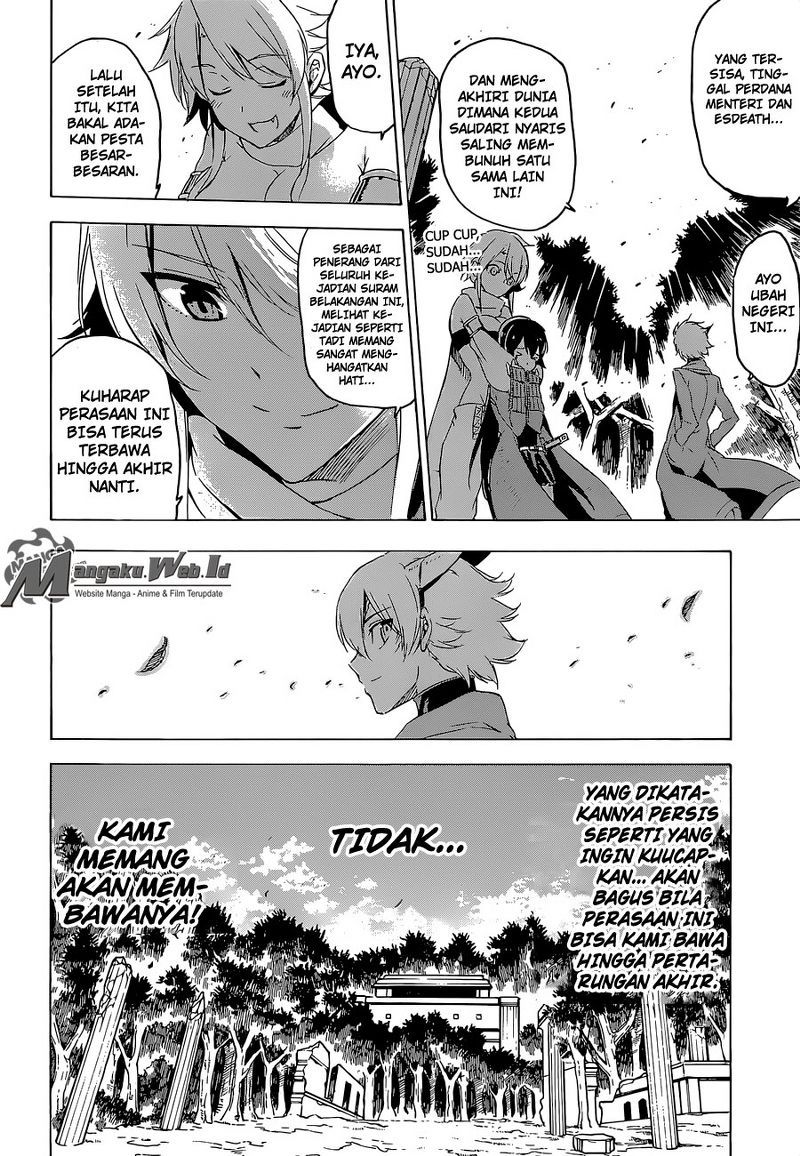 YANG TER-
SISA, TING-
GAL PERDANA
MENTERI DAN
ESDEATH...
AYO
UBAH
NEGERI
INI...
DAN MENG-
AKHIRI DUNIA
DIMANA KEDUA
SAUDARI NYARIS
SALING MEM-
BUNUH SATU
SAMA LAIN
INI!
CUP CUP,
SUDAH...
SUDAH...
IYA,
AYO.
LALU
SETELAH
ITU, KITA
BAKAL ADA-
KAN PESTA
BESAR-
BESARAN.
SEBAGAI
PENERANG DARI
SELURUH KE-
JADIAN SURAM
BELAKANGAN INI,
MELIHAT KE-
JADIAN SEPERTI
TADI MEMANG
SANGAT MENG-
HANGATKAN
HATI...
KUHARAP
PERASAAN INI
BISA TERUS
TERBAWA
HINGGA AKHIR
NANTI.
MANGA
Mangaku.Web.Id
Website Manga - Anime & Film Terupdate
YANG DIKATA-
KANNYA PERSIS
SEPERTI YANG
INGIN KUUCAP-
KAN... AKAN
BAGUS BILA
PERASAAN INI
BISA KAMI BAWA
HINGGA PERTA-
RUNGAN AKHIR.
TIDAK...
KAMI
MEMANG
AKAN MEM-
BAWANYA!